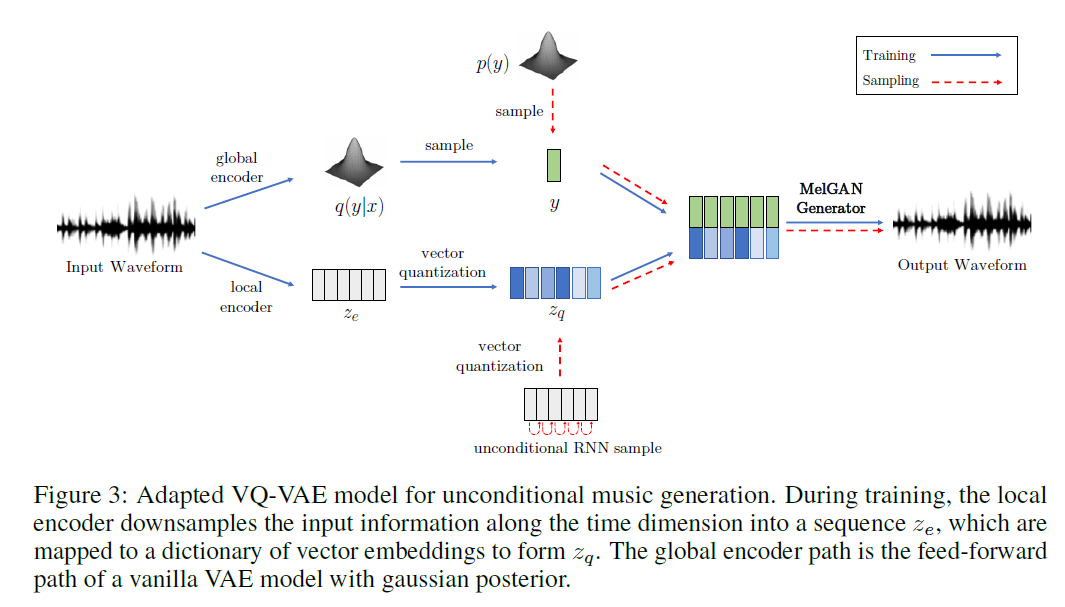 p(y)
Training
Sampling
sample
global
encoder
sample
q(y|x)
y
MelGAN
Generator
Input Waveform
Output Waveform
local
encoder
vector
quantization
z_e
z_q
vector
quantization
unconditional RNN sample
Figure 3: Adapted VQ-VAE model for unconditional music generation. During training, the local
encoder downsamples the input information along the time dimension into a sequence z_e, which are
mapped to a dictionary of vector embeddings to form z_q. The global encoder path is the feed-forward
path of a vanilla VAE model with gaussian posterior.